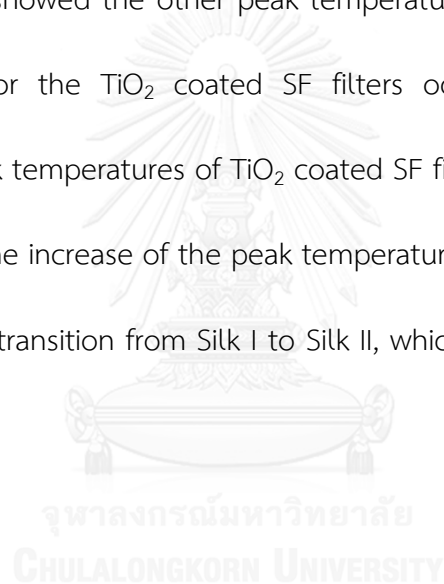 showed the other peak temperatu
or the TiO₂ coated SF filters oc
k temperatures of TiO₂ coated SF fi
ne increase of the peak temperatur
transition from Silk I to Silk II, whic
จุฬาลงกรณ์มหาวิทยาลัย
CHULALONGKORN UNIVERSITY